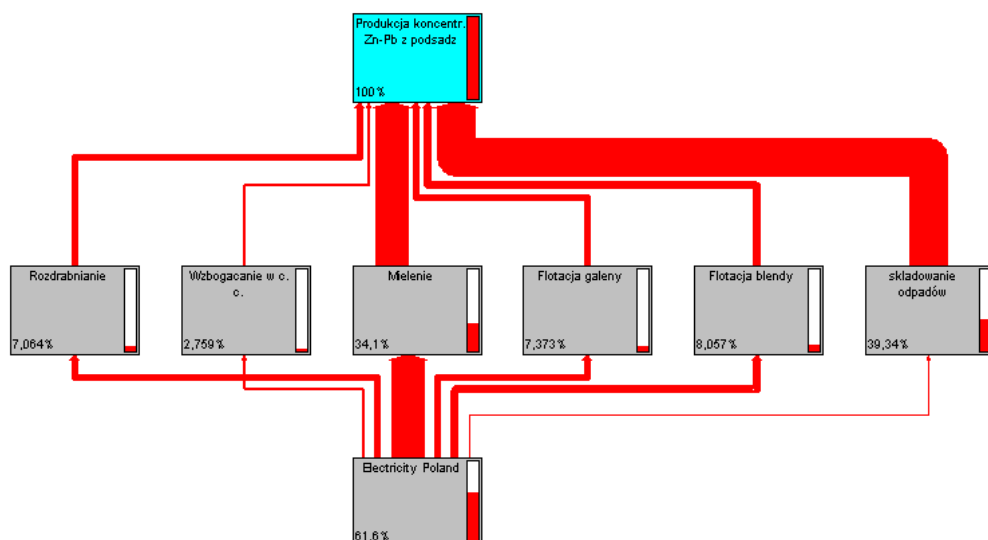 Produkcja koncentr.
Zn-Pb z podsadz
100%
Rozdrabnianie
7,064%
Wzbogacanie w c.
c.
2,759%
Mielenie
34,1%
Flotacja galeny
7,373%
Flotacja blendy
8,057%
skladowanie
odpadów
39,34%
Electricity Poland
61,6%